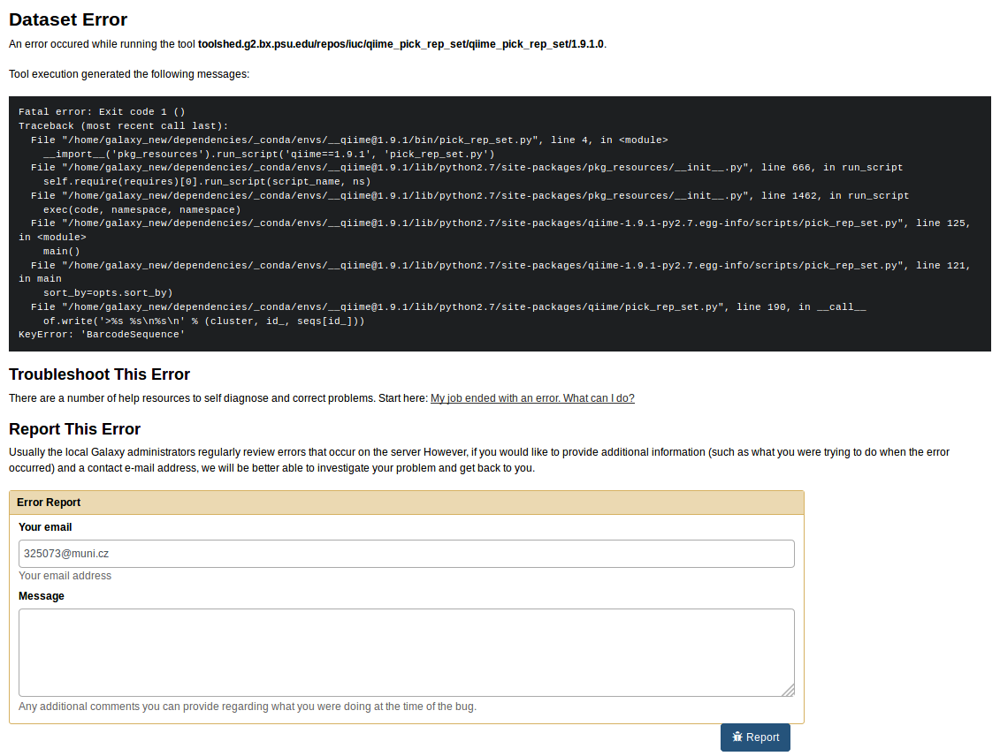 Dataset Error
An error occured while running the tool toolshed.g2.bx.psu.edu/repos/iuc/qiime_pick_rep_set/qiime_pick_rep_set/1.9.1.0.
Tool execution generated the following messages:
Fatal error: Exit code 1 ()
Traceback (most recent call last):
  File "/home/galaxy_new/dependencies/_conda/envs/__qiime@1.9.1/bin/pick_rep_set.py", line 4, in <module>
    __import__('pkg_resources').run_script('qiime==1.9.1', 'pick_rep_set.py')
  File "/home/galaxy_new/dependencies/_conda/envs/__qiime@1.9.1/lib/python2.7/site-packages/pkg_resources/__init__.py", line 666, in run_script
    self.require(requires)[0].run_script(script_name, ns)
  File "/home/galaxy_new/dependencies/_conda/envs/__qiime@1.9.1/lib/python2.7/site-packages/pkg_resources/__init__.py", line 1462, in run_script
    exec(code, namespace, namespace)
  File "/home/galaxy_new/dependencies/_conda/envs/__qiime@1.9.1/lib/python2.7/site-packages/qiime-1.9.1-py2.7.egg-info/scripts/pick_rep_set.py", line 125,
in <module>
    main()
  File "/home/galaxy_new/dependencies/_conda/envs/__qiime@1.9.1/lib/python2.7/site-packages/qiime-1.9.1-py2.7.egg-info/scripts/pick_rep_set.py", line 121,
in main
    sort_by=opts.sort_by)
  File "/home/galaxy_new/dependencies/_conda/envs/__qiime@1.9.1/lib/python2.7/site-packages/qiime/pick_rep_set.py", line 190, in __call__
    of.write('>%s %s\n%s\n' % (cluster, id_, seqs[id_]))
KeyError: 'BarcodeSequence'
Troubleshoot This Error
There are a number of help resources to self diagnose and correct problems. Start here: My job ended with an error. What can I do?
Report This Error
Usually the local Galaxy administrators regularly review errors that occur on the server However, if you would like to provide additional information (such as what you were trying to do when the error
occurred) and a contact e-mail address, we will be better able to investigate your problem and get back to you.
Error Report
Your email
325073@muni.cz
Your email address
Message
Any additional comments you can provide regarding what you were doing at the time of the bug.
Report